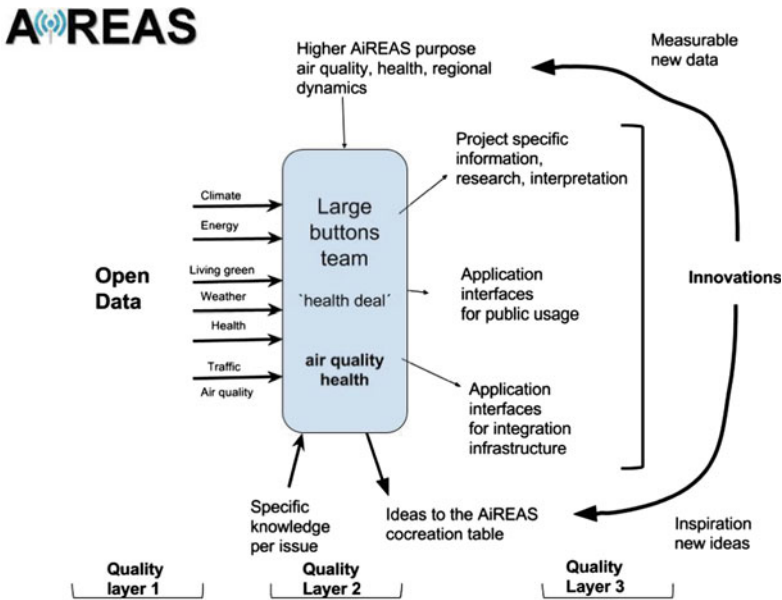 AiREAS
Higher AiREAS purpose
air quality, health, regional
dynamics
Measurable
new data
Project specific
information,
research, interpretation
Climate
Energy
Living green
Weather
Health
Traffic
Air quality
Open
Data
Large
buttons
team
`health deal´
air quality
health
Application
interfaces
for public usage
Innovations
Application
interfaces
for integration
infrastructure
Specific
knowledge
per issue
Ideas to the AiREAS
cocreation table
Inspiration
new ideas
Quality
layer 1
Quality
Layer 2
Quality
Layer 3